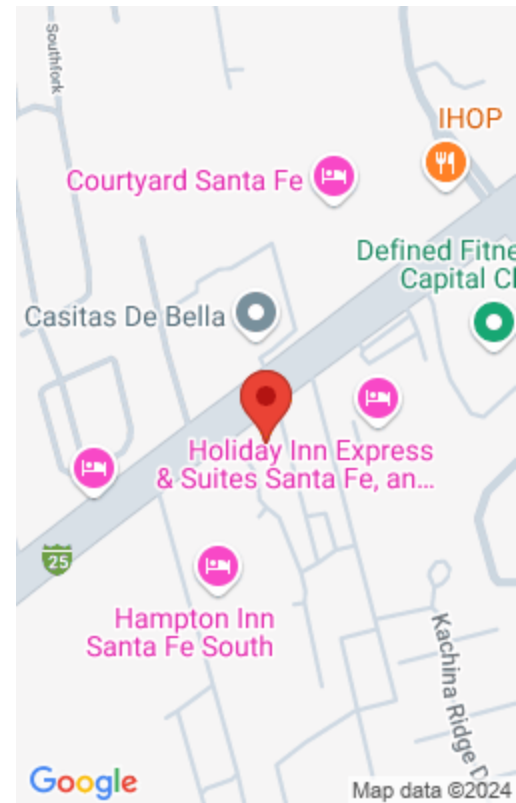 Southfork
IHOP
Courtyard Santa Fe
Defined Fitne
Capital Cl
Casitas De Bella
Holiday Inn Express
& Suites Santa Fe, an...
25
Hampton Inn
Santa Fe South
Kachina Ridge D
Google
Map data ©2024